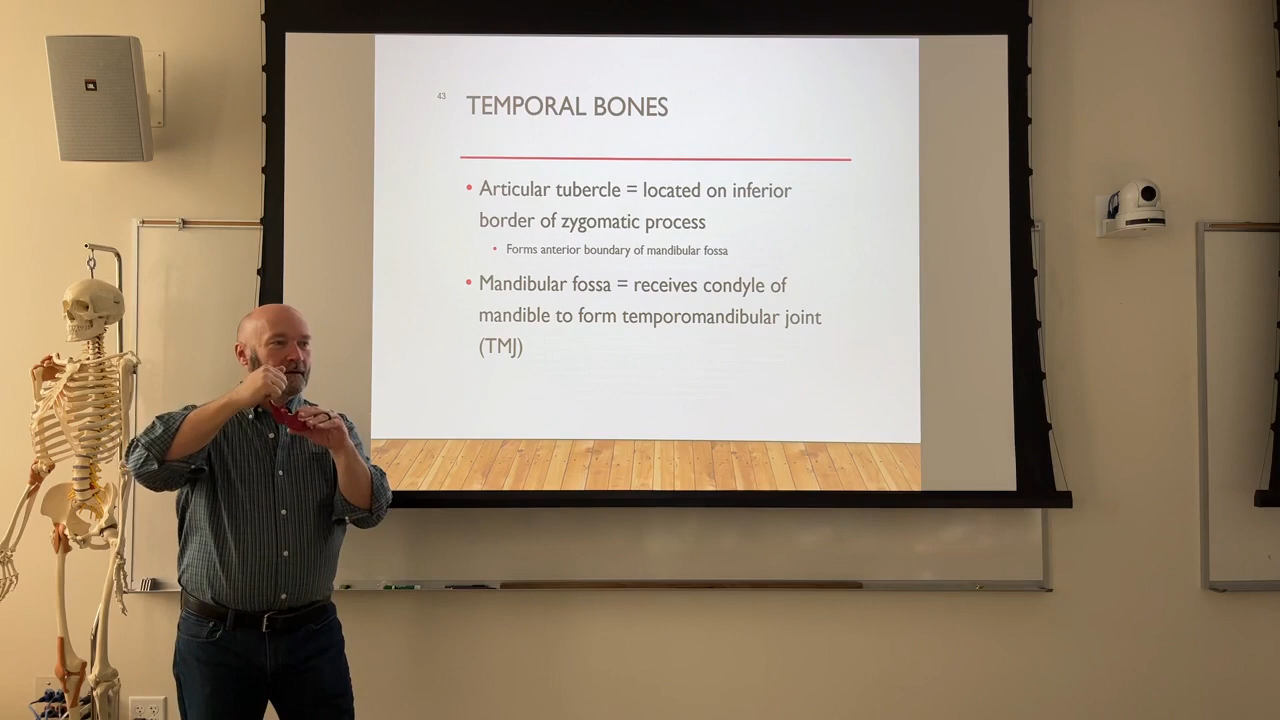 JBL
43
TEMPORAL BONES
• Articular tubercle = located on inferior
border of zygomatic process
• Forms anterior boundary of mandibular fossa
• Mandibular fossa = receives condyle of
mandible to form temporomandibular joint
(TMJ)